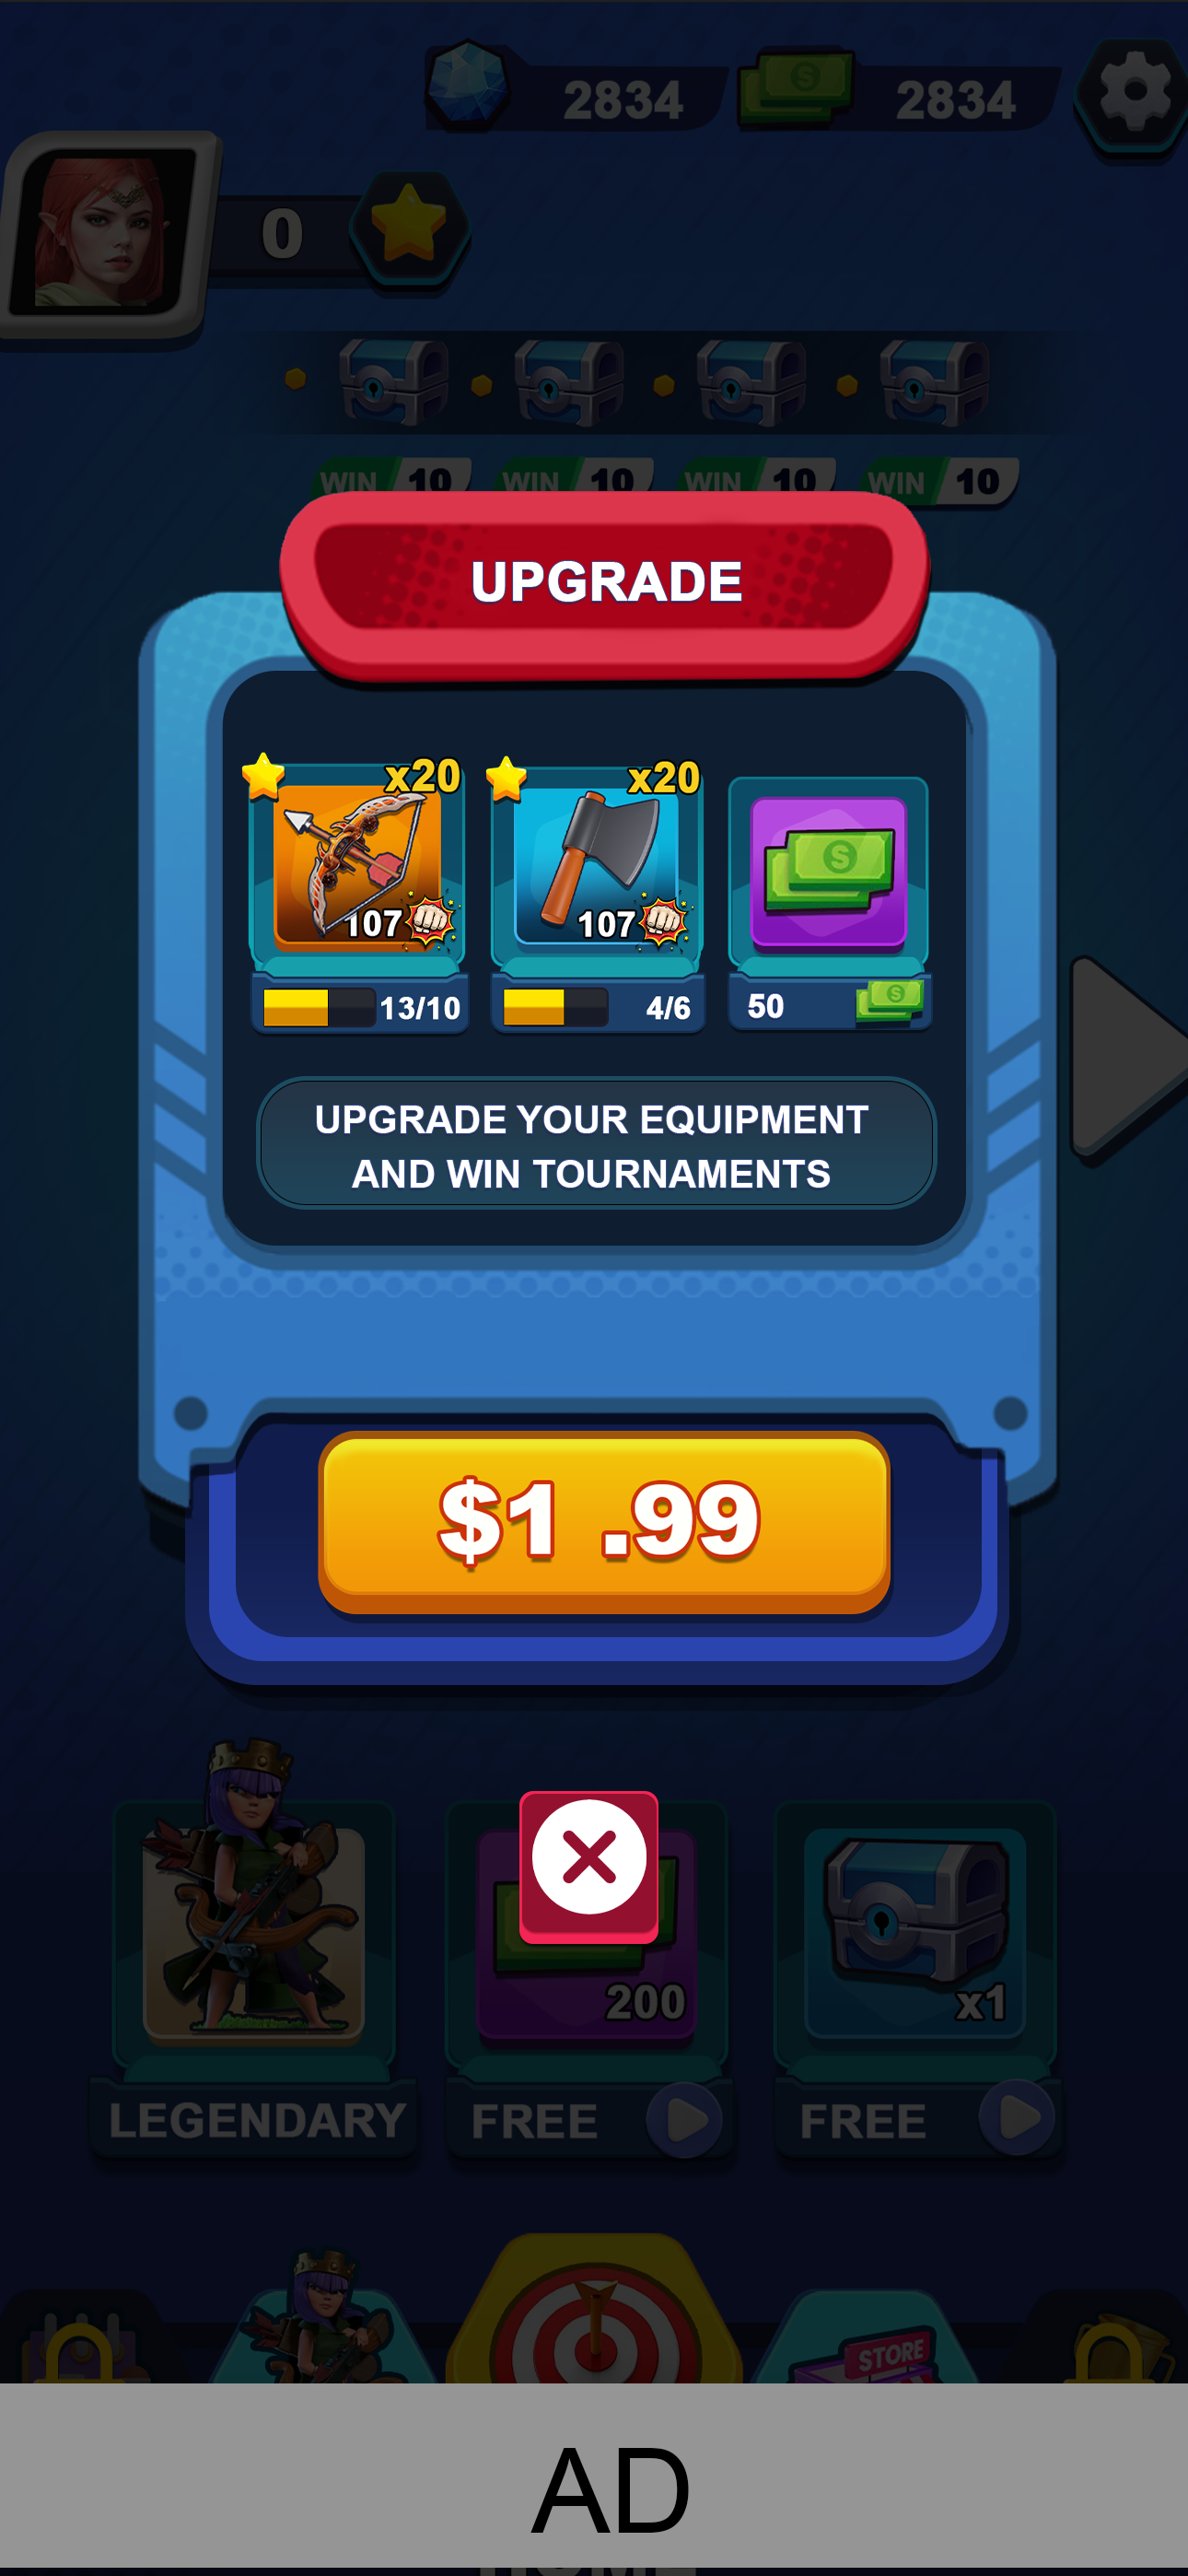 2834 2834
0
WIN 10 WIN 10 WIN 10 WIN 10
UPGRADE
x20 x20
107 107
13/10 4/6 50
UPGRADE YOUR EQUIPMENT
AND WIN TOURNAMENTS
$1 .99
200 x1
LEGENDARY FREE FREE
STORE
AD